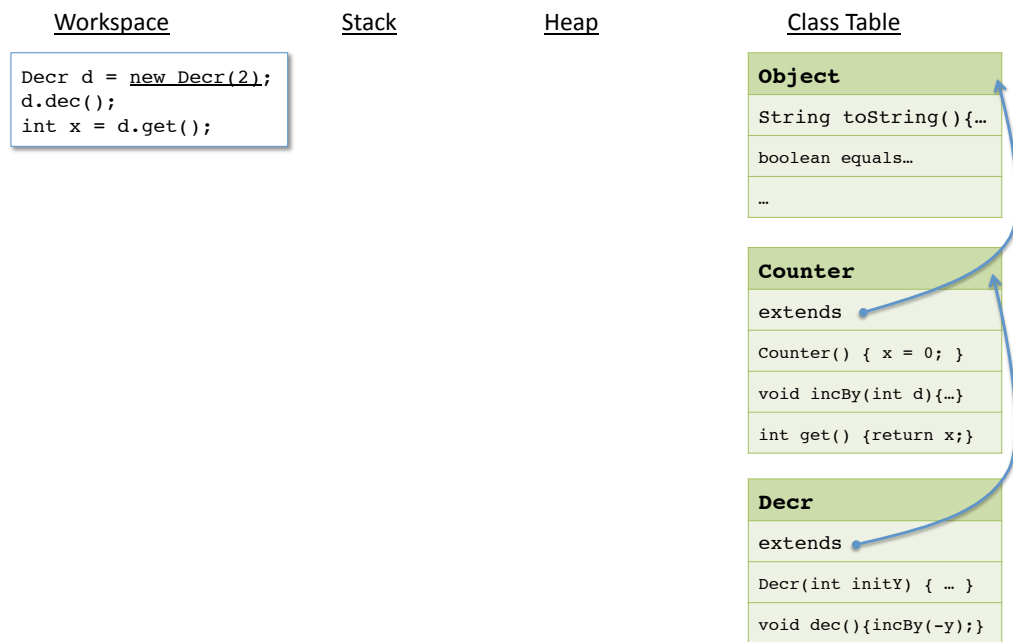 Workspace
Stack
Heap
Class Table
Decr d = new Decr(2);
d.dec();
int x = d.get();
Object
String toString(){…
boolean equals…
…
Counter
extends
Counter() { x = 0; }
void incBy(int d){…}
int get() {return x;}
Decr
extends
Decr(int initY) { … }
void dec(){incBy(-y);}